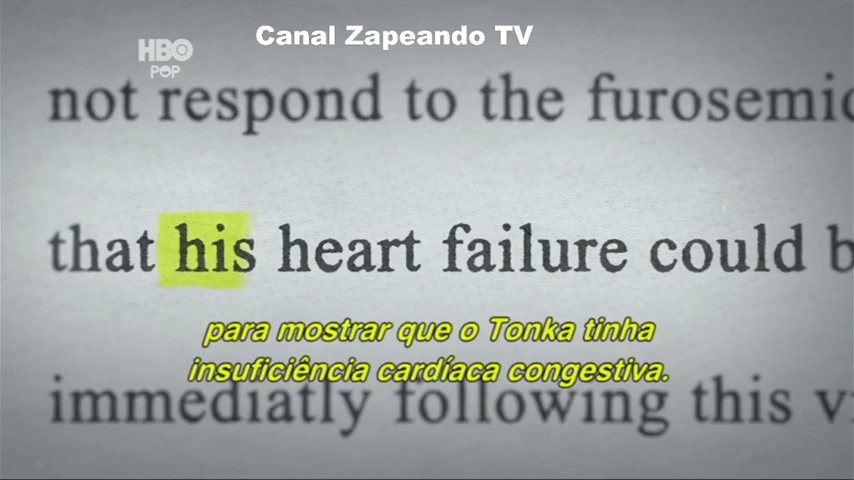 Canal Zapeando TV
HBO
POP
not respond to the furosemi
that his heart failure could b
para mostrar que o Tonka tinha
insuficiência cardíaca congestiva.
immediatly following this v